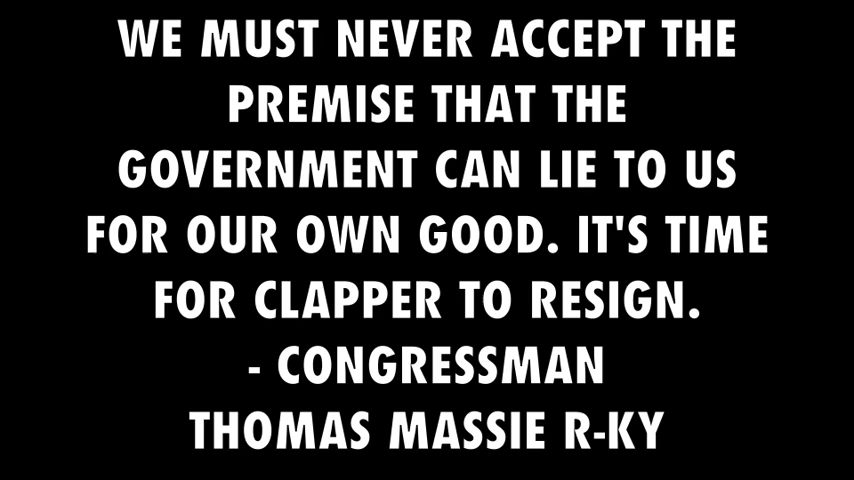 WE MUST NEVER ACCEPT THE
PREMISE THAT THE
GOVERNMENT CAN LIE TO US
FOR OUR OWN GOOD. IT'S TIME
FOR CLAPPER TO RESIGN.
- CONGRESSMAN
THOMAS MASSIE R-KY